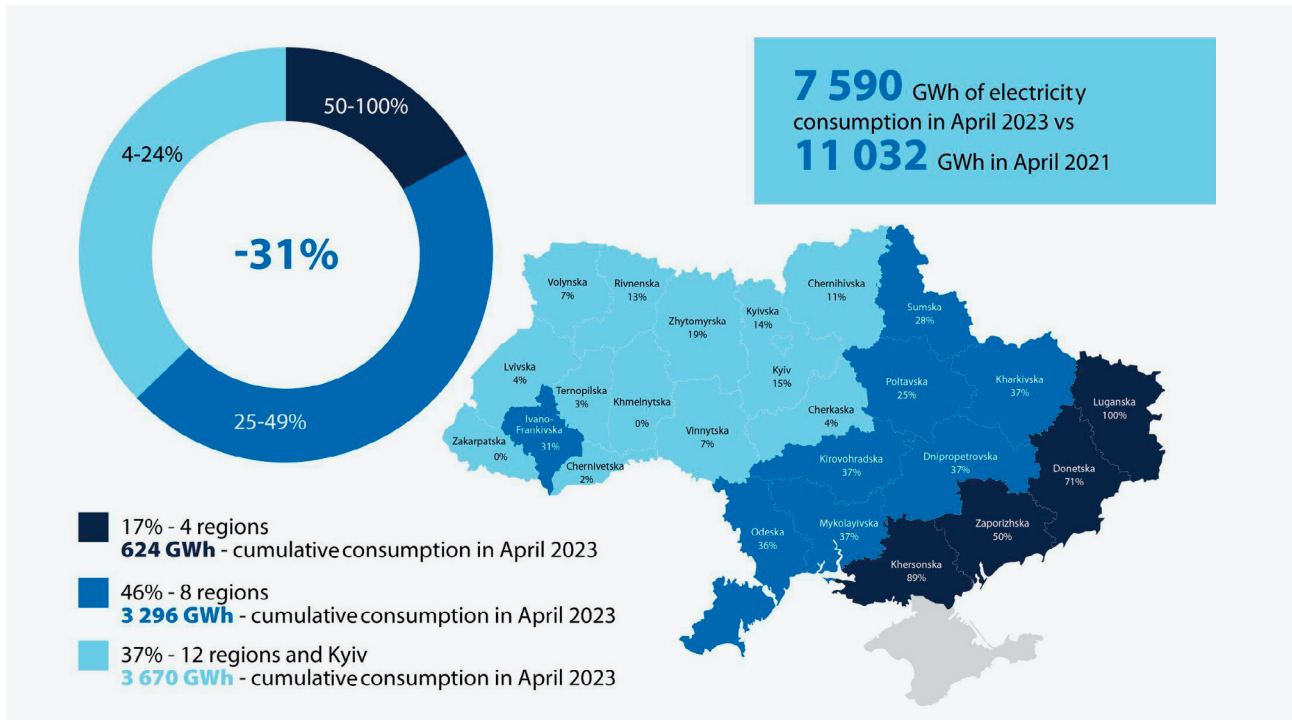 50-100%
4-24%
-31%
25-49%
7 590 GWh of electricity
consumption in April 2023 vs
11 032 GWh in April 2021
Volynska
7%
Rivnenska
13%
Zhytomyrska
19%
Kyivska
14%
Chernihivska
11%
Sumska
28%
Lvivska
4%
Ternopilska
3%
Khmelnytska
0%
Kyiv
15%
Poltavska
25%
Kharkivska
37%
Luganska
100%
Ivano-
Frankivska
31%
Zakarpatska
0%
Chernivetska
2%
Vinnytska
7%
Cherkaska
4%
Kirovohradska
37%
Dnipropetrovska
37%
Donetska
71%
Odeska
36%
Mykolayivska
37%
Zaporizhska
50%
Khersonska
89%
17% - 4 regions
624 GWh - cumulative consumption in April 2023
46% - 8 regions
3 296 GWh - cumulative consumption in April 2023
37% - 12 regions and Kyiv
3 670 GWh - cumulative consumption in April 2023